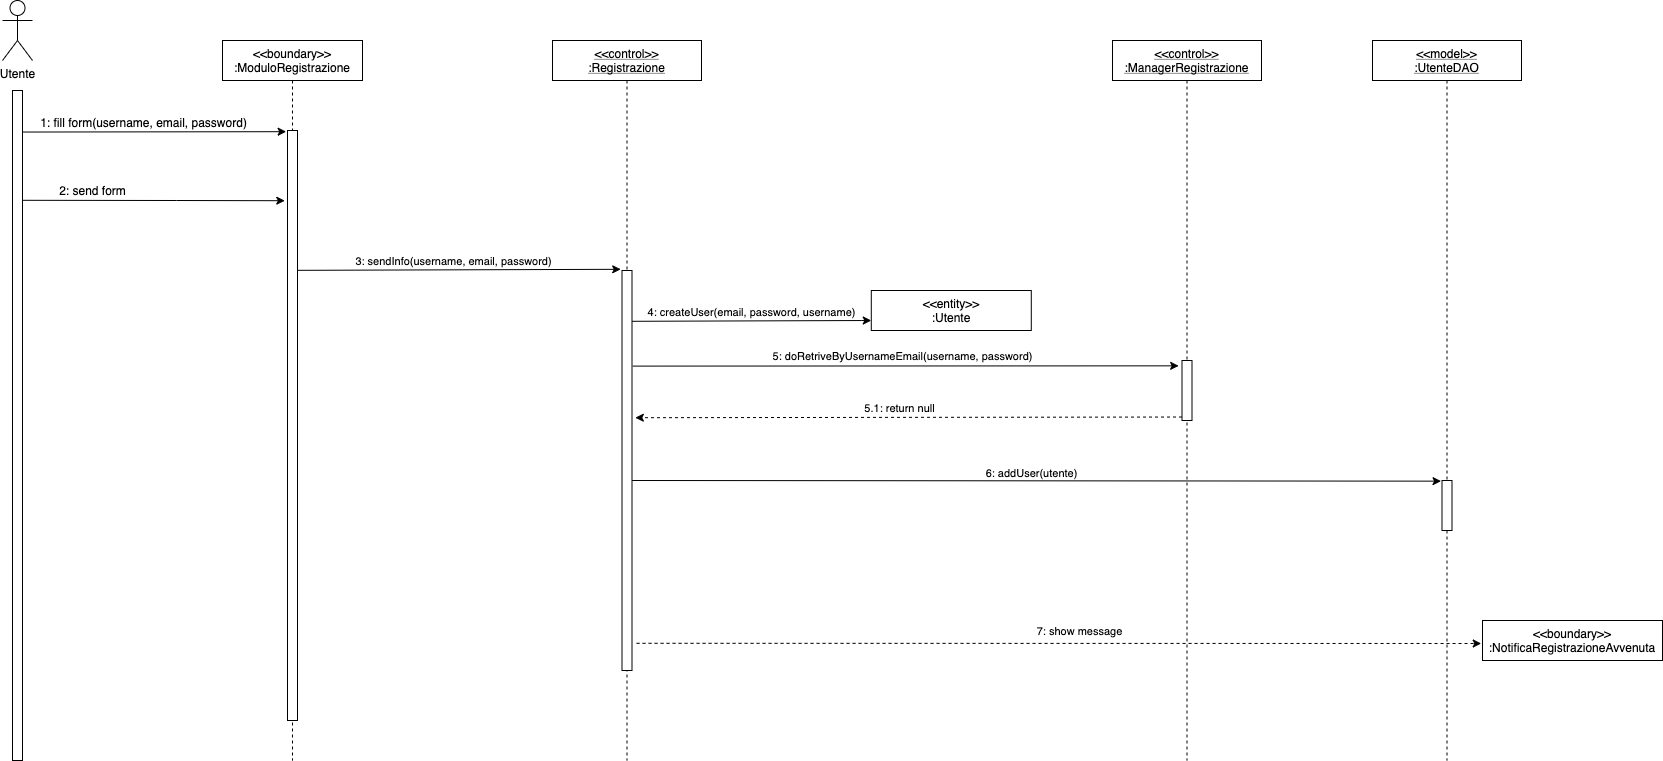 Utente
<<boundary>>
:ModuloRegistrazione
<<control>>
:Registrazione
<<control>>
:ManagerRegistrazione
<<model>>
:UtenteDAO
1: fill form(username, email, password)
2: send form
3: sendInfo(username, email, password)
<<entity>>
:Utente
4: createUser(email, password, username)
5: doRetriveByUsernameEmail(username, password)
5.1: return null
6: addUser(utente)
7: show message
<<boundary>>
:NotificaRegistrazioneAvvenuta